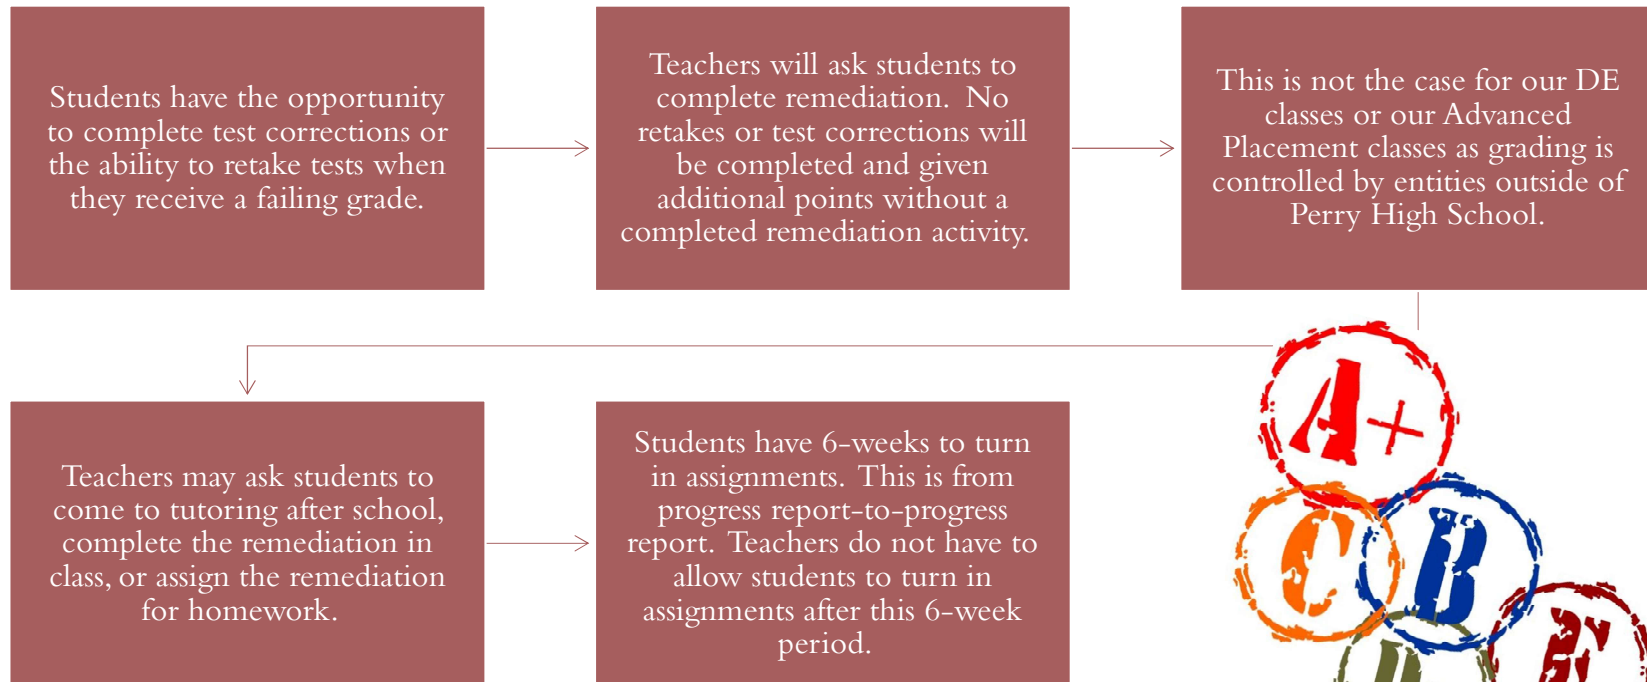 Students have the opportunity
to complete test corrections or
the ability to retake tests when
they receive a failing grade.
Teachers will ask students to
complete remediation.  No
retakes or test corrections will
be completed and given
additional points without a
completed remediation activity.
This is not the case for our DE
classes or our Advanced
Placement classes as grading is
controlled by entities outside of
Perry High School.
Teachers may ask students to
come to tutoring after school,
complete the remediation in
class, or assign the remediation
for homework.
Students have 6-weeks to turn
in assignments. This is from
progress report-to-progress
report. Teachers do not have to
allow students to turn in
assignments after this 6-week
period.
A+
C
B
D
F